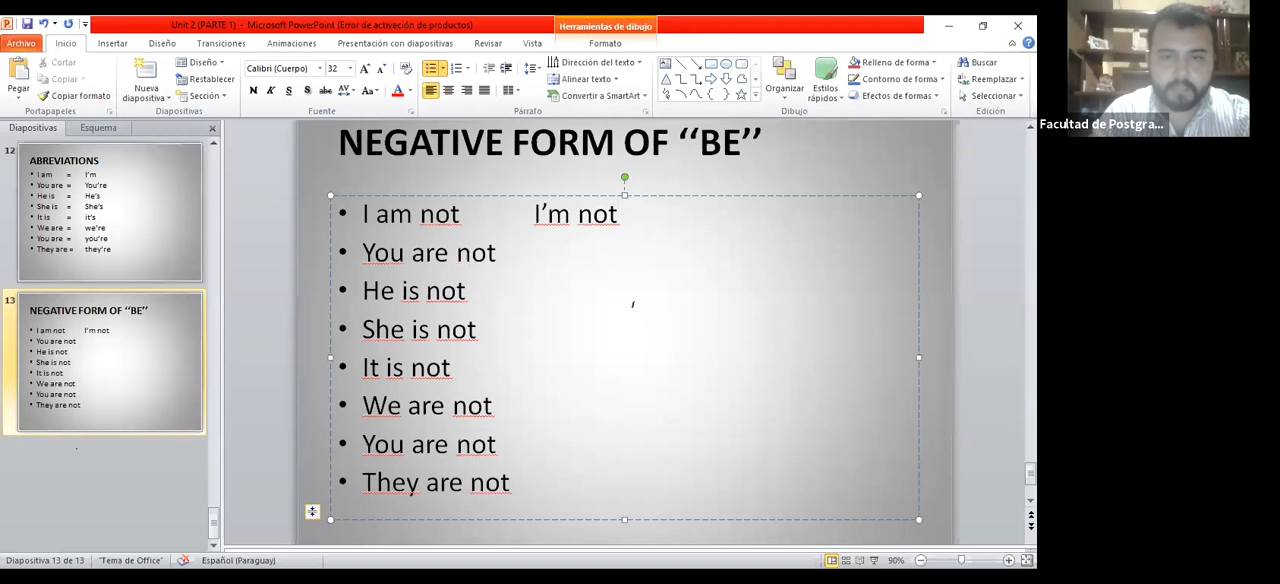 Unit 2 (PARTE 1) - Microsoft PowerPoint (Error de activación de productos)
Herramientas de dibujo
Archivo Inicio Insertar Diseño Transiciones Animaciones Presentación con diapositivas Revisar Vista Formato
Cortar
Copiar
Copiar formato
Pegar
Portapapeles
Nueva diapositiva
Diseño
Restablecer
Sección
Diapositivas
Calibri (Cuerpo) 32
N K S S abc AV Aa A
Fuente
Dirección del texto
Alinear texto
Convertir a SmartArt
Párrafo
Organizar
Estilos rápidos
Relleno de forma
Contorno de forma
Efectos de formas
Dibujo
Buscar
Reemplazar
Seleccionar
Edición
Facultad de Postgra...
Diapositivas Esquema
12
ABREVIATIONS
• I am = I'm
• You are = You're
• He is = He's
• She is = She's
• It is = it's
• We are = we're
• You are = you're
• They are = they're
13
NEGATIVE FORM OF ‘‘BE’’
• I am not I'm not
• You are not
• He is not
• She is not
• It is not
• We are not
• You are not
• They are not
NEGATIVE FORM OF ‘‘BE’’
• I am not I’m not
• You are not
• He is not
• She is not
• It is not
• We are not
• You are not
• They are not
Diapositiva 13 de 13 "Tema de Office" Español (Paraguay) 90%